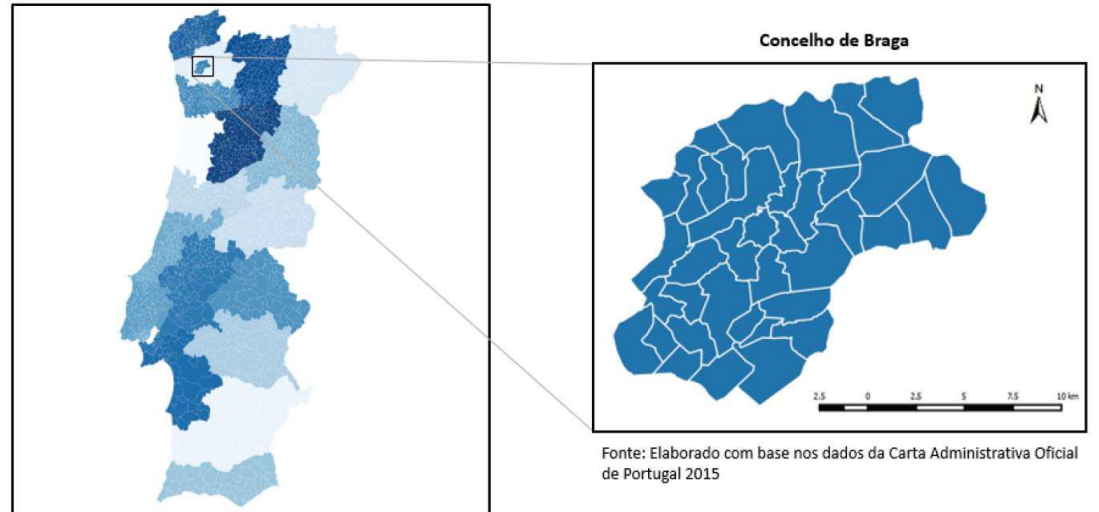 Concelho de Braga
N
2.5 0 2.5 5 7.5 10 km
Fonte: Elaborado com base nos dados da Carta Administrativa Oficial
de Portugal 2015